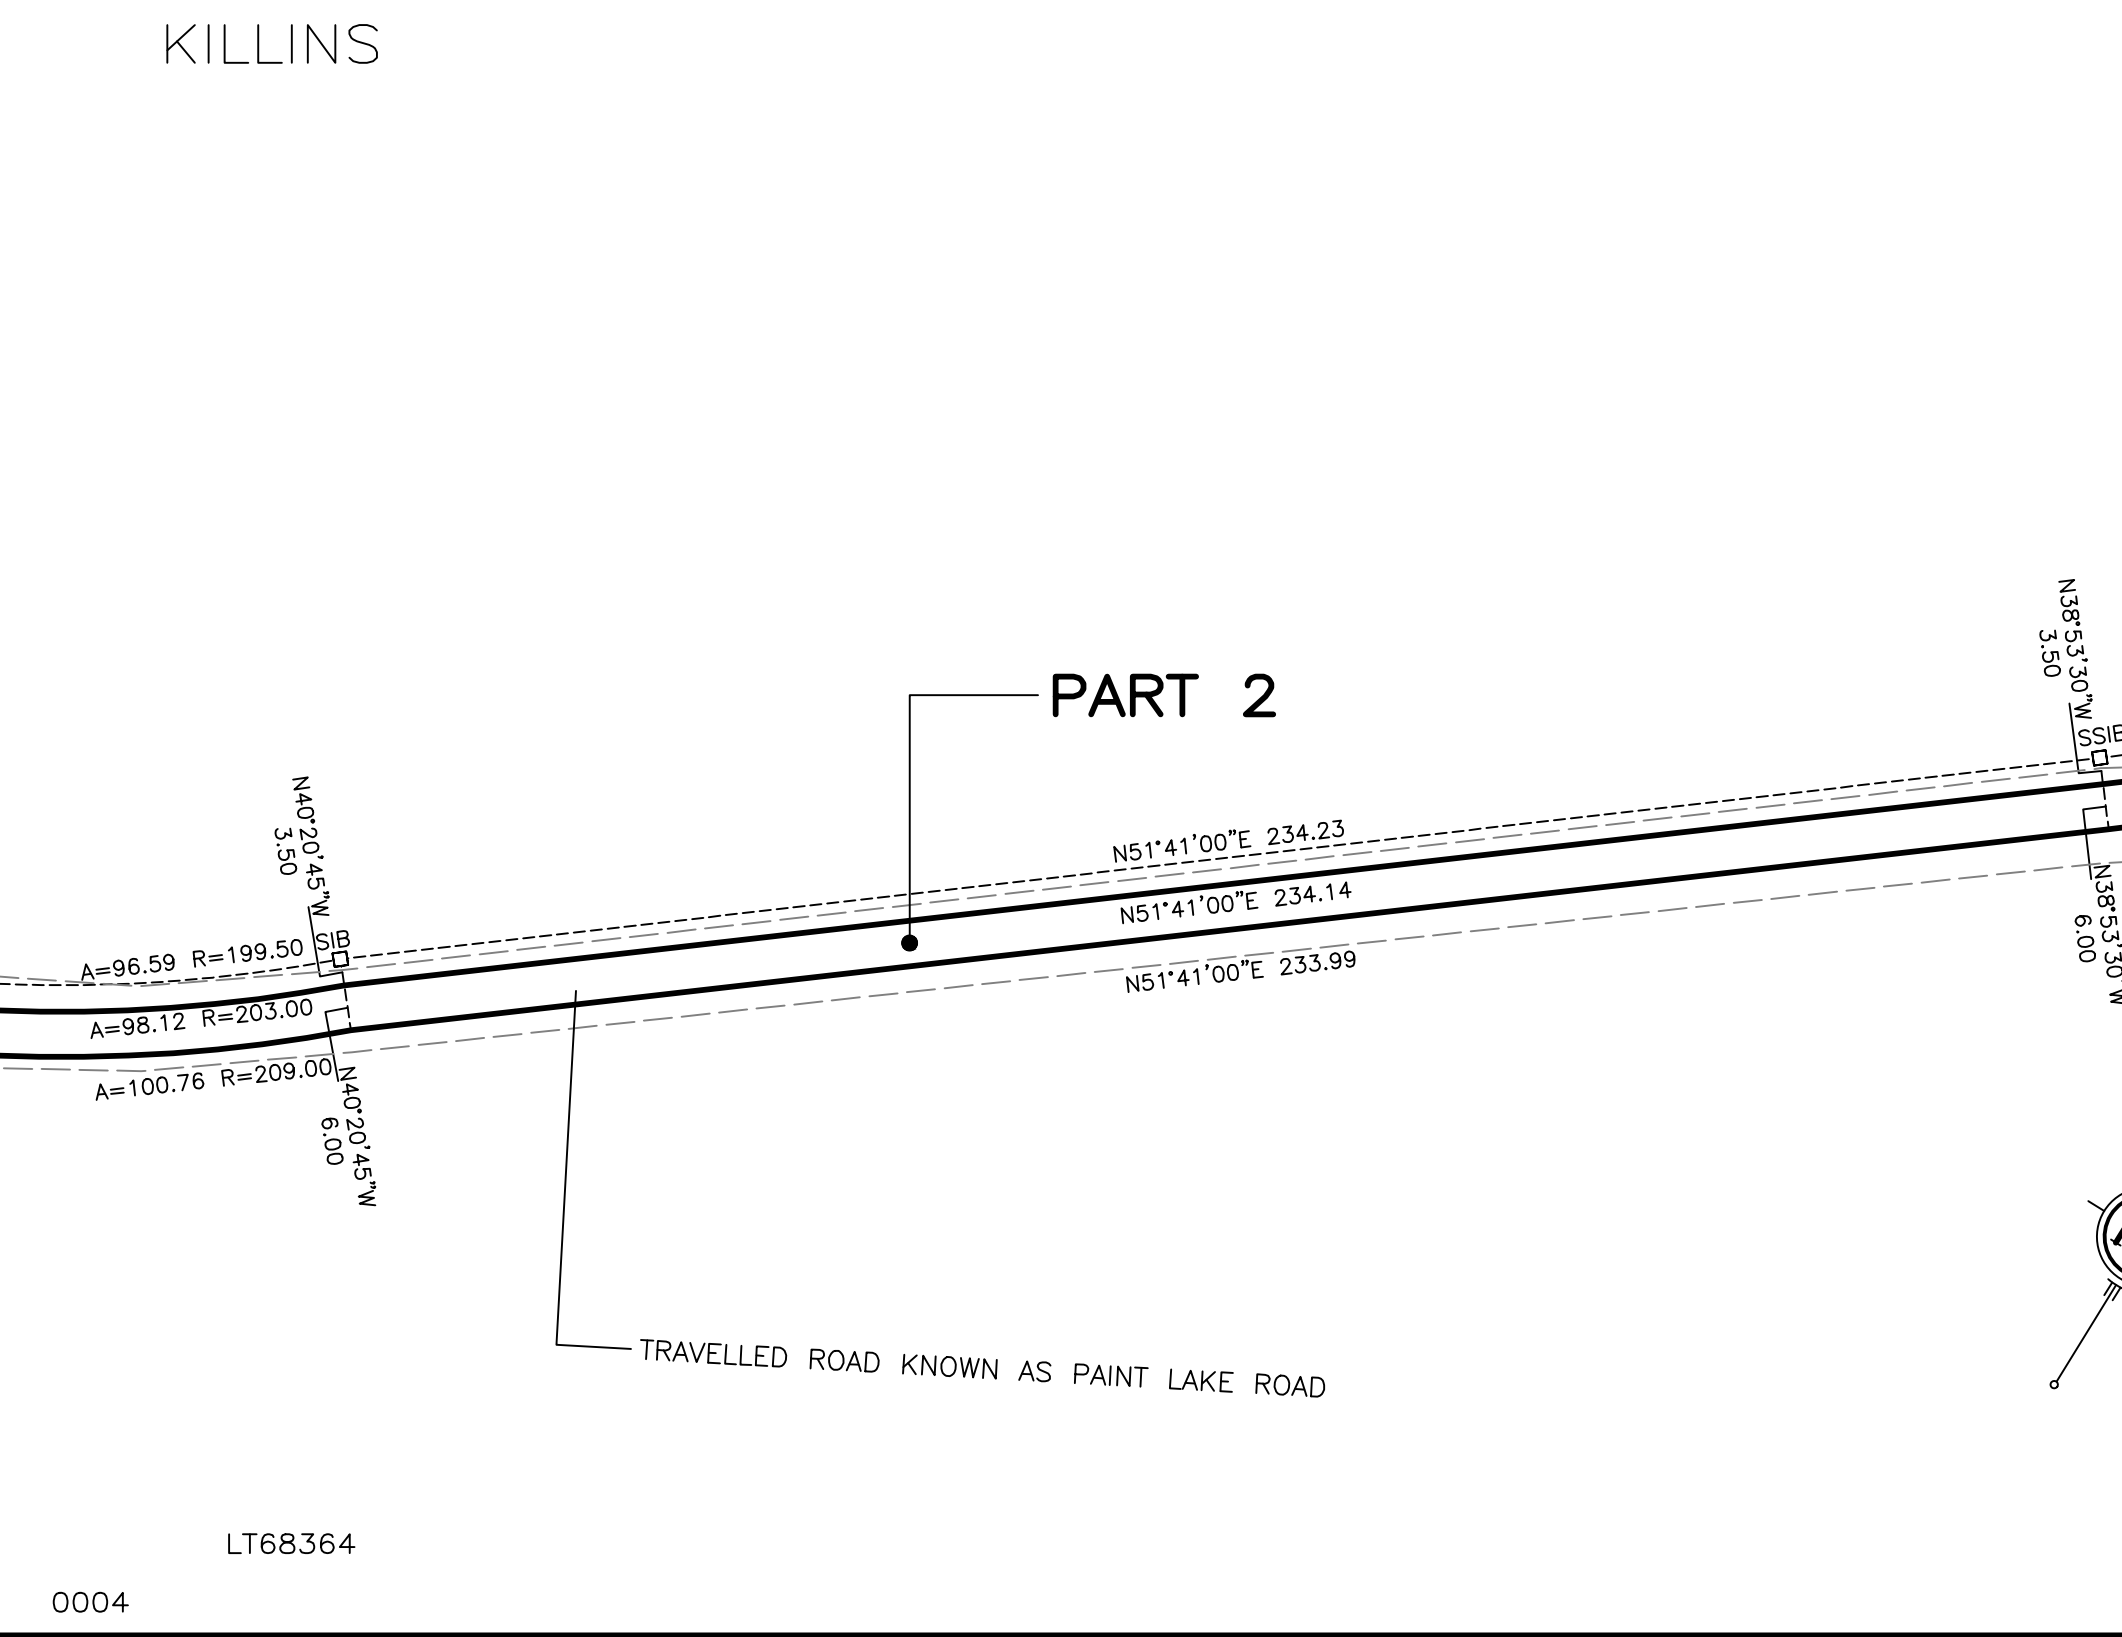 KILLINS
N38°53'30"W
3.50
PART 2
S SIB
N40°20'45"W
3.50
N51°41'00"E 234.23
N51°41'00"E 234.14
N38°53'30"W
6.00
SIB
A=96.59 R=199.50
N51°41'00"E 233.99
A=98.12 R=203.00
A=100.76 R=209.00
N40°20'45"W
6.00
TRAVELLED ROAD KNOWN AS PAINT LAKE ROAD
LT68364
0004